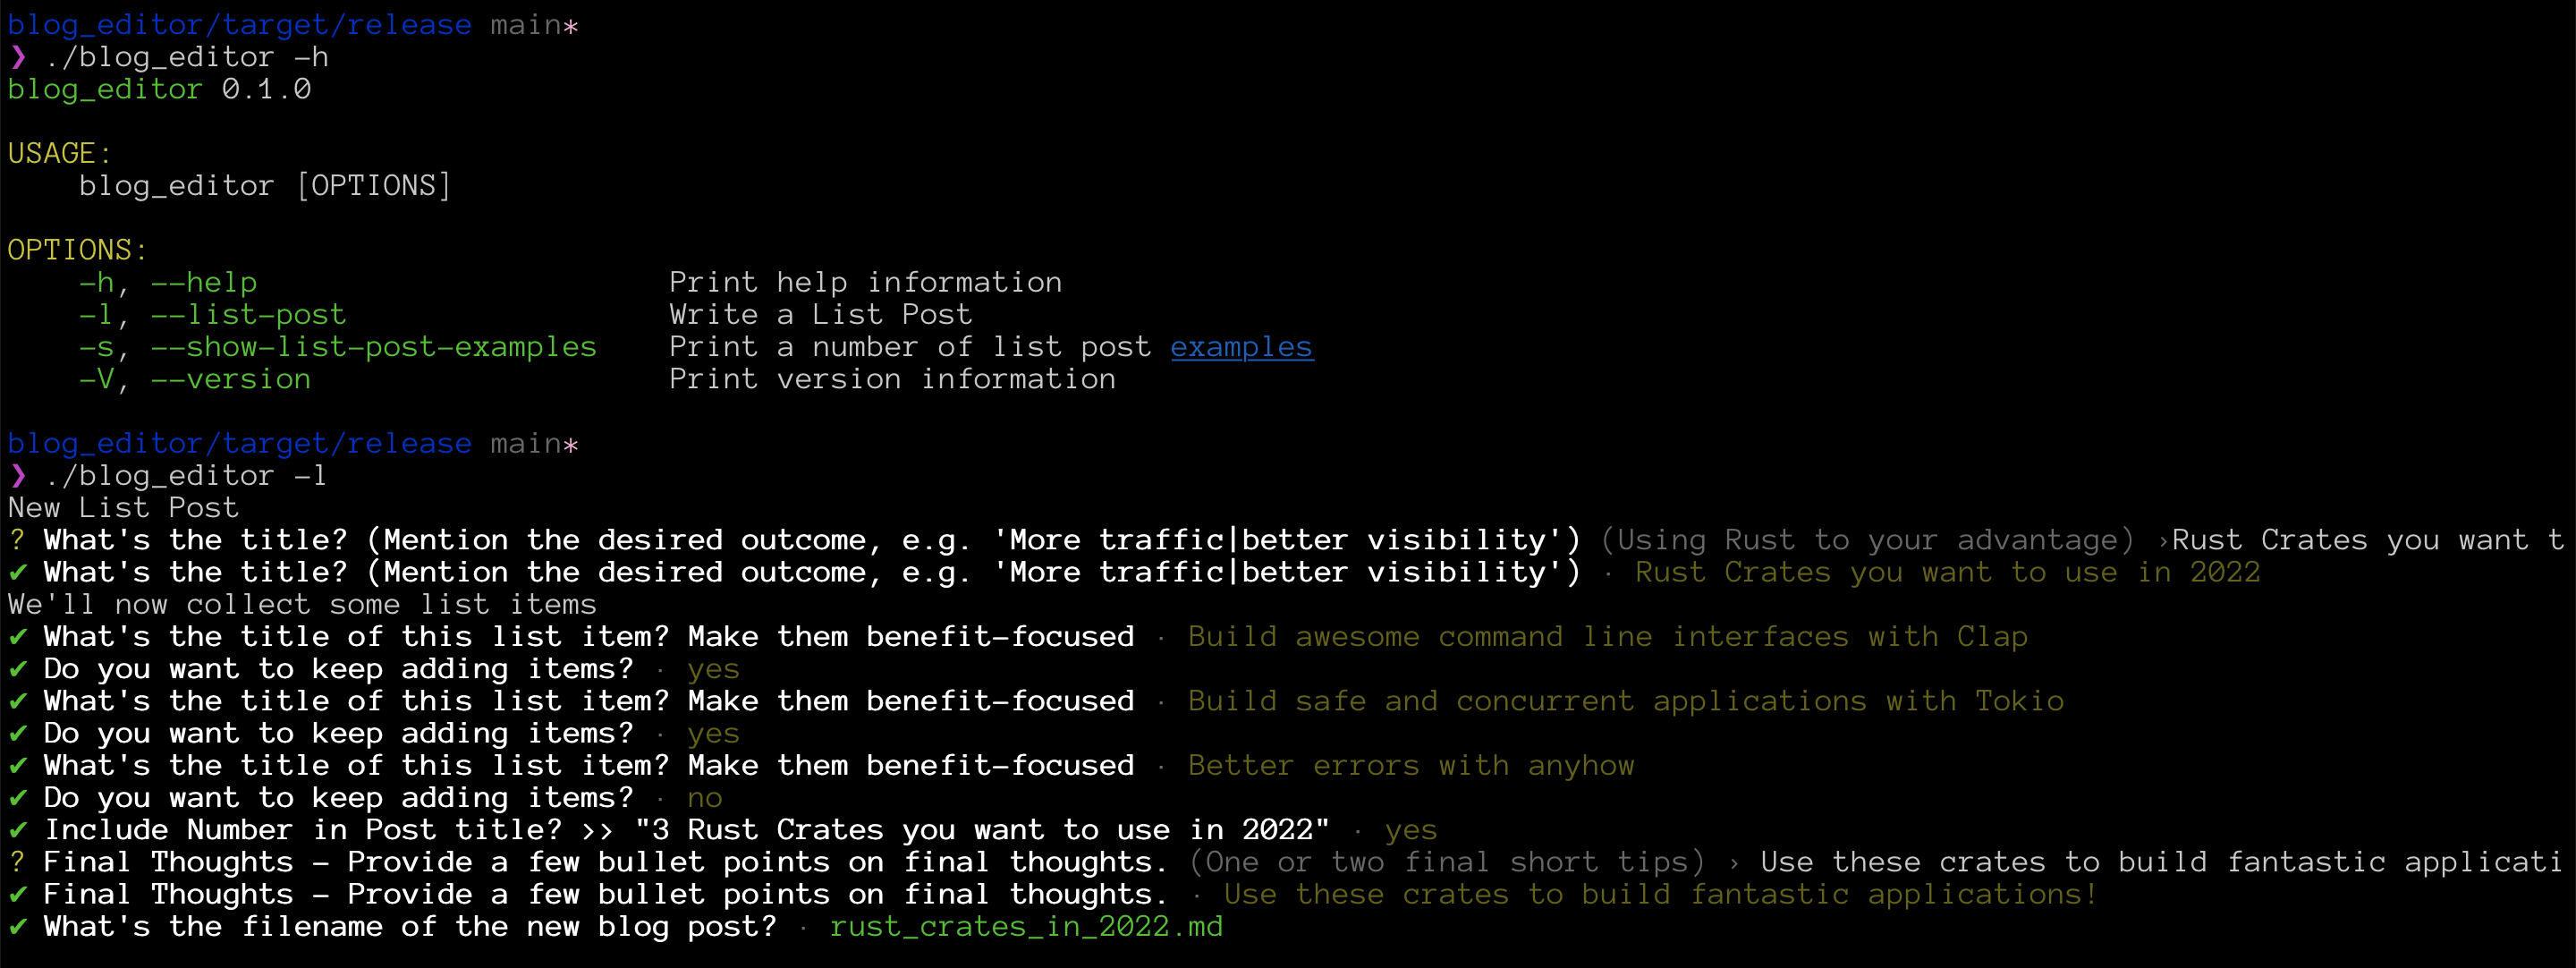 blog_editor/target/release main*
❯ ./blog_editor -h
blog_editor 0.1.0
USAGE:
blog_editor [OPTIONS]
OPTIONS:
-h, --help Print help information
-l, --list-post Write a List Post
-s, --show-list-post-examples Print a number of list post examples
-V, --version Print version information
blog_editor/target/release main*
❯ ./blog_editor -l
New List Post
? What's the title? (Mention the desired outcome, e.g. 'More traffic|better visibility') (Using Rust to your advantage) ›Rust Crates you want t
✔ What's the title? (Mention the desired outcome, e.g. 'More traffic|better visibility') · Rust Crates you want to use in 2022
We'll now collect some list items
✔ What's the title of this list item? Make them benefit-focused · Build awesome command line interfaces with Clap
✔ Do you want to keep adding items? · yes
✔ What's the title of this list item? Make them benefit-focused · Build safe and concurrent applications with Tokio
✔ Do you want to keep adding items? · yes
✔ What's the title of this list item? Make them benefit-focused · Better errors with anyhow
✔ Do you want to keep adding items? · no
✔ Include Number in Post title? >> "3 Rust Crates you want to use in 2022" · yes
? Final Thoughts - Provide a few bullet points on final thoughts. (One or two final short tips) › Use these crates to build fantastic applicati
✔ Final Thoughts - Provide a few bullet points on final thoughts. · Use these crates to build fantastic applications!
✔ What's the filename of the new blog post? · rust_crates_in_2022.md